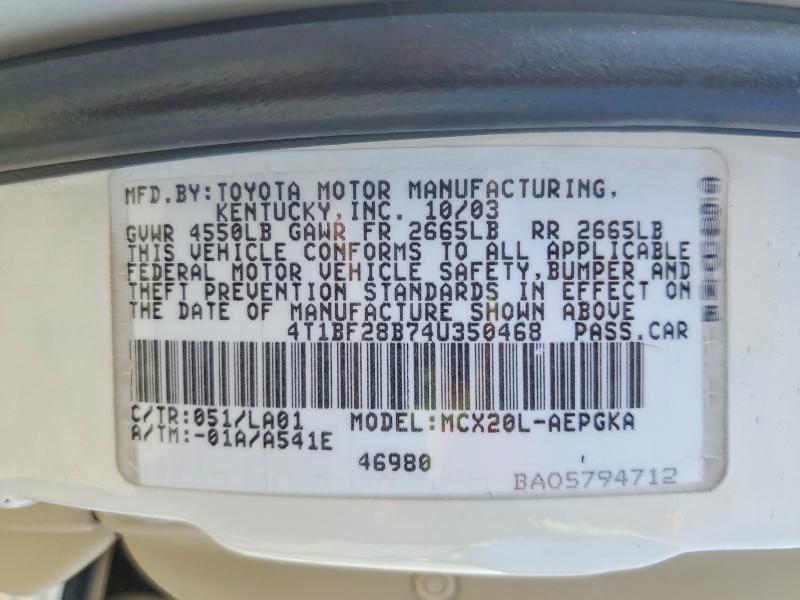 MFD.BY:TOYOTA MOTOR MANUFACTURING,
KENTUCKY,INC. 10/03
GVWR 4550LB GAWR FR 2665LB RR 2665LB
THIS VEHICLE CONFORMS TO ALL APPLICABLE
FEDERAL MOTOR VEHICLE SAFETY,BUMPER AND
THEFT PREVENTION STANDARDS IN EFFECT ON
THE DATE OF MANUFACTURE SHOWN ABOVE
4T1BF28B74U350468 PASS.CAR
C/TR:051/LA01 MODEL:MCX20L-AEPGKA
A/TM:-01A/A541E
46980
BA05794712